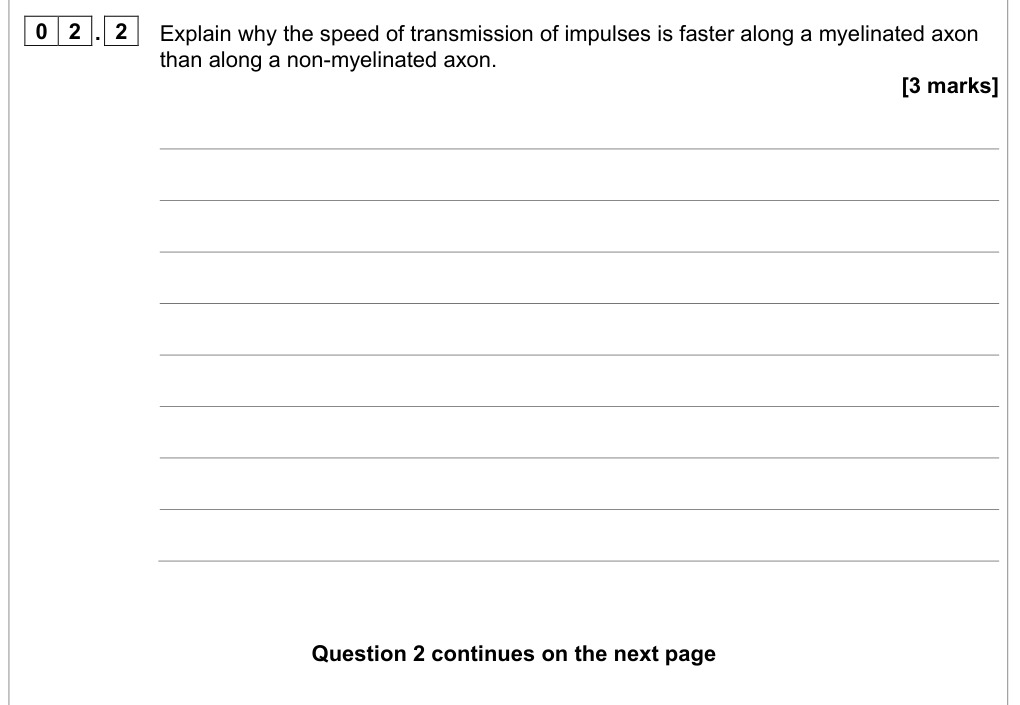 0 2 . 2 Explain why the speed of transmission of impulses is faster along a myelinated axon
than along a non-myelinated axon.
[3 marks]
Question 2 continues on the next page